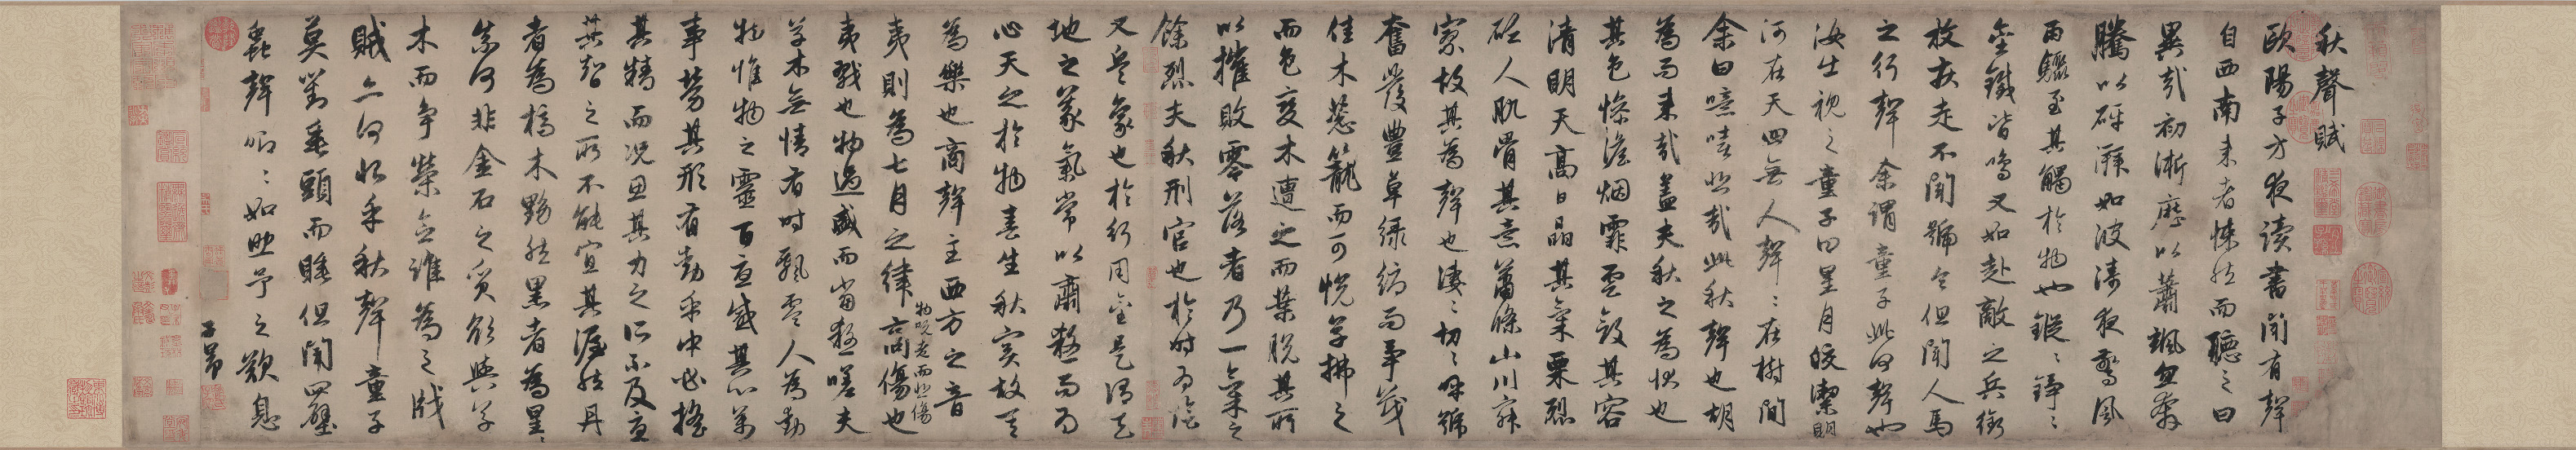 秋聲賦
歐陽子方夜讀書聞有聲
自西南來者悚然而聽之曰
異哉初淅瀝以蕭颯忽奔
騰以砰湃如波濤夜驚風
雨驟至其觸於物也鏦〻錚〻
金鐵皆鳴又如赴敵之兵銜
枚疾走不聞號令但聞人馬
之行聲余謂童子此何聲也
汝出視之童子曰星月皎潔明
河在天四無人聲〻在樹間
余曰噫嘻悲哉此秋聲也胡
為而來哉蓋夫秋之為狀也
其色慘澹烟霏雲斂其容
清明天高日晶其氣栗烈
砭人肌骨其意蕭條山川寂
寥故其為聲也淒〻切〻呼號
奮發豐草綠縟而爭茂
佳木蔥蘢而可悅草拂之
而色變木遭之而葉脫其所
以摧敗零落者乃一氣之
餘烈夫秋刑官也於時為陰
又兵象也於行用金是謂天
地之義氣常以肅殺而為
心天之於物春生秋實故其
為樂也商聲主西方之音
夷則為七月之律商傷也
物既老而悲傷
夷戮也物過盛而當殺嗟夫
草木無情有時飄零人為動
物惟物之靈百憂感其心萬
事勞其形有動乎中必搖
其精而況思其力之所不及憂
其智之所不能宜其渥然丹
者為槁木黟然黑者為星〻
奈何非金石之質欲與草
木而爭榮念誰為之戕
賊亦何恨乎秋聲童子
莫對垂頭而睡但聞四壁
蟲聲唧〻如助予之歎息
子昂